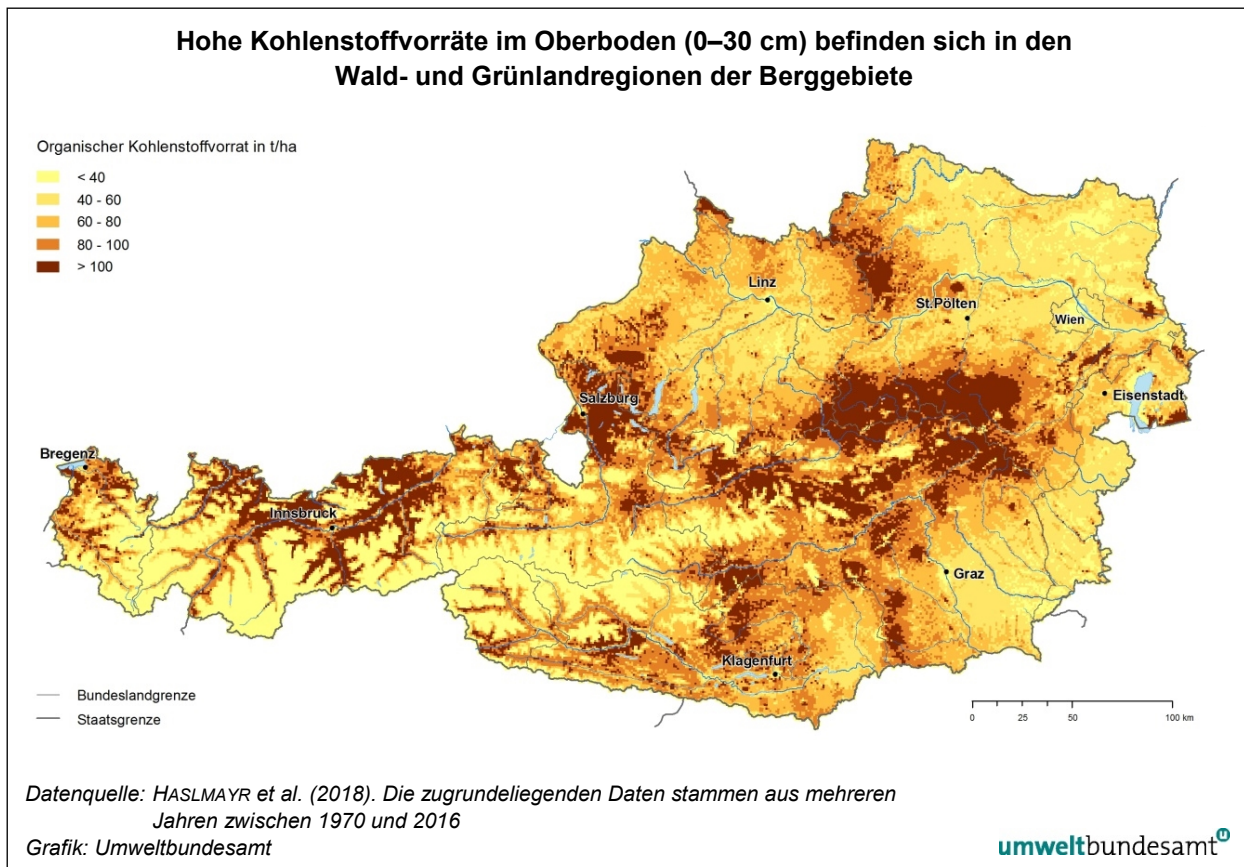 Hohe Kohlenstoffvorräte im Oberboden (0–30 cm) befinden sich in den
Wald- und Grünlandregionen der Berggebiete
Organischer Kohlenstoffvorrat in t/ha
< 40
40 - 60
60 - 80
80 - 100
> 100
Linz
St.Pölten
Wien
Salzburg
Eisenstadt
Bregenz
Innsbruck
Graz
Klagenfurt
Bundeslandgrenze
Staatsgrenze
0 25 50 100 km
Datenquelle: HASLMAYR et al. (2018). Die zugrundeliegenden Daten stammen aus mehreren
Jahren zwischen 1970 und 2016
Grafik: Umweltbundesamt
umweltbundesamt u